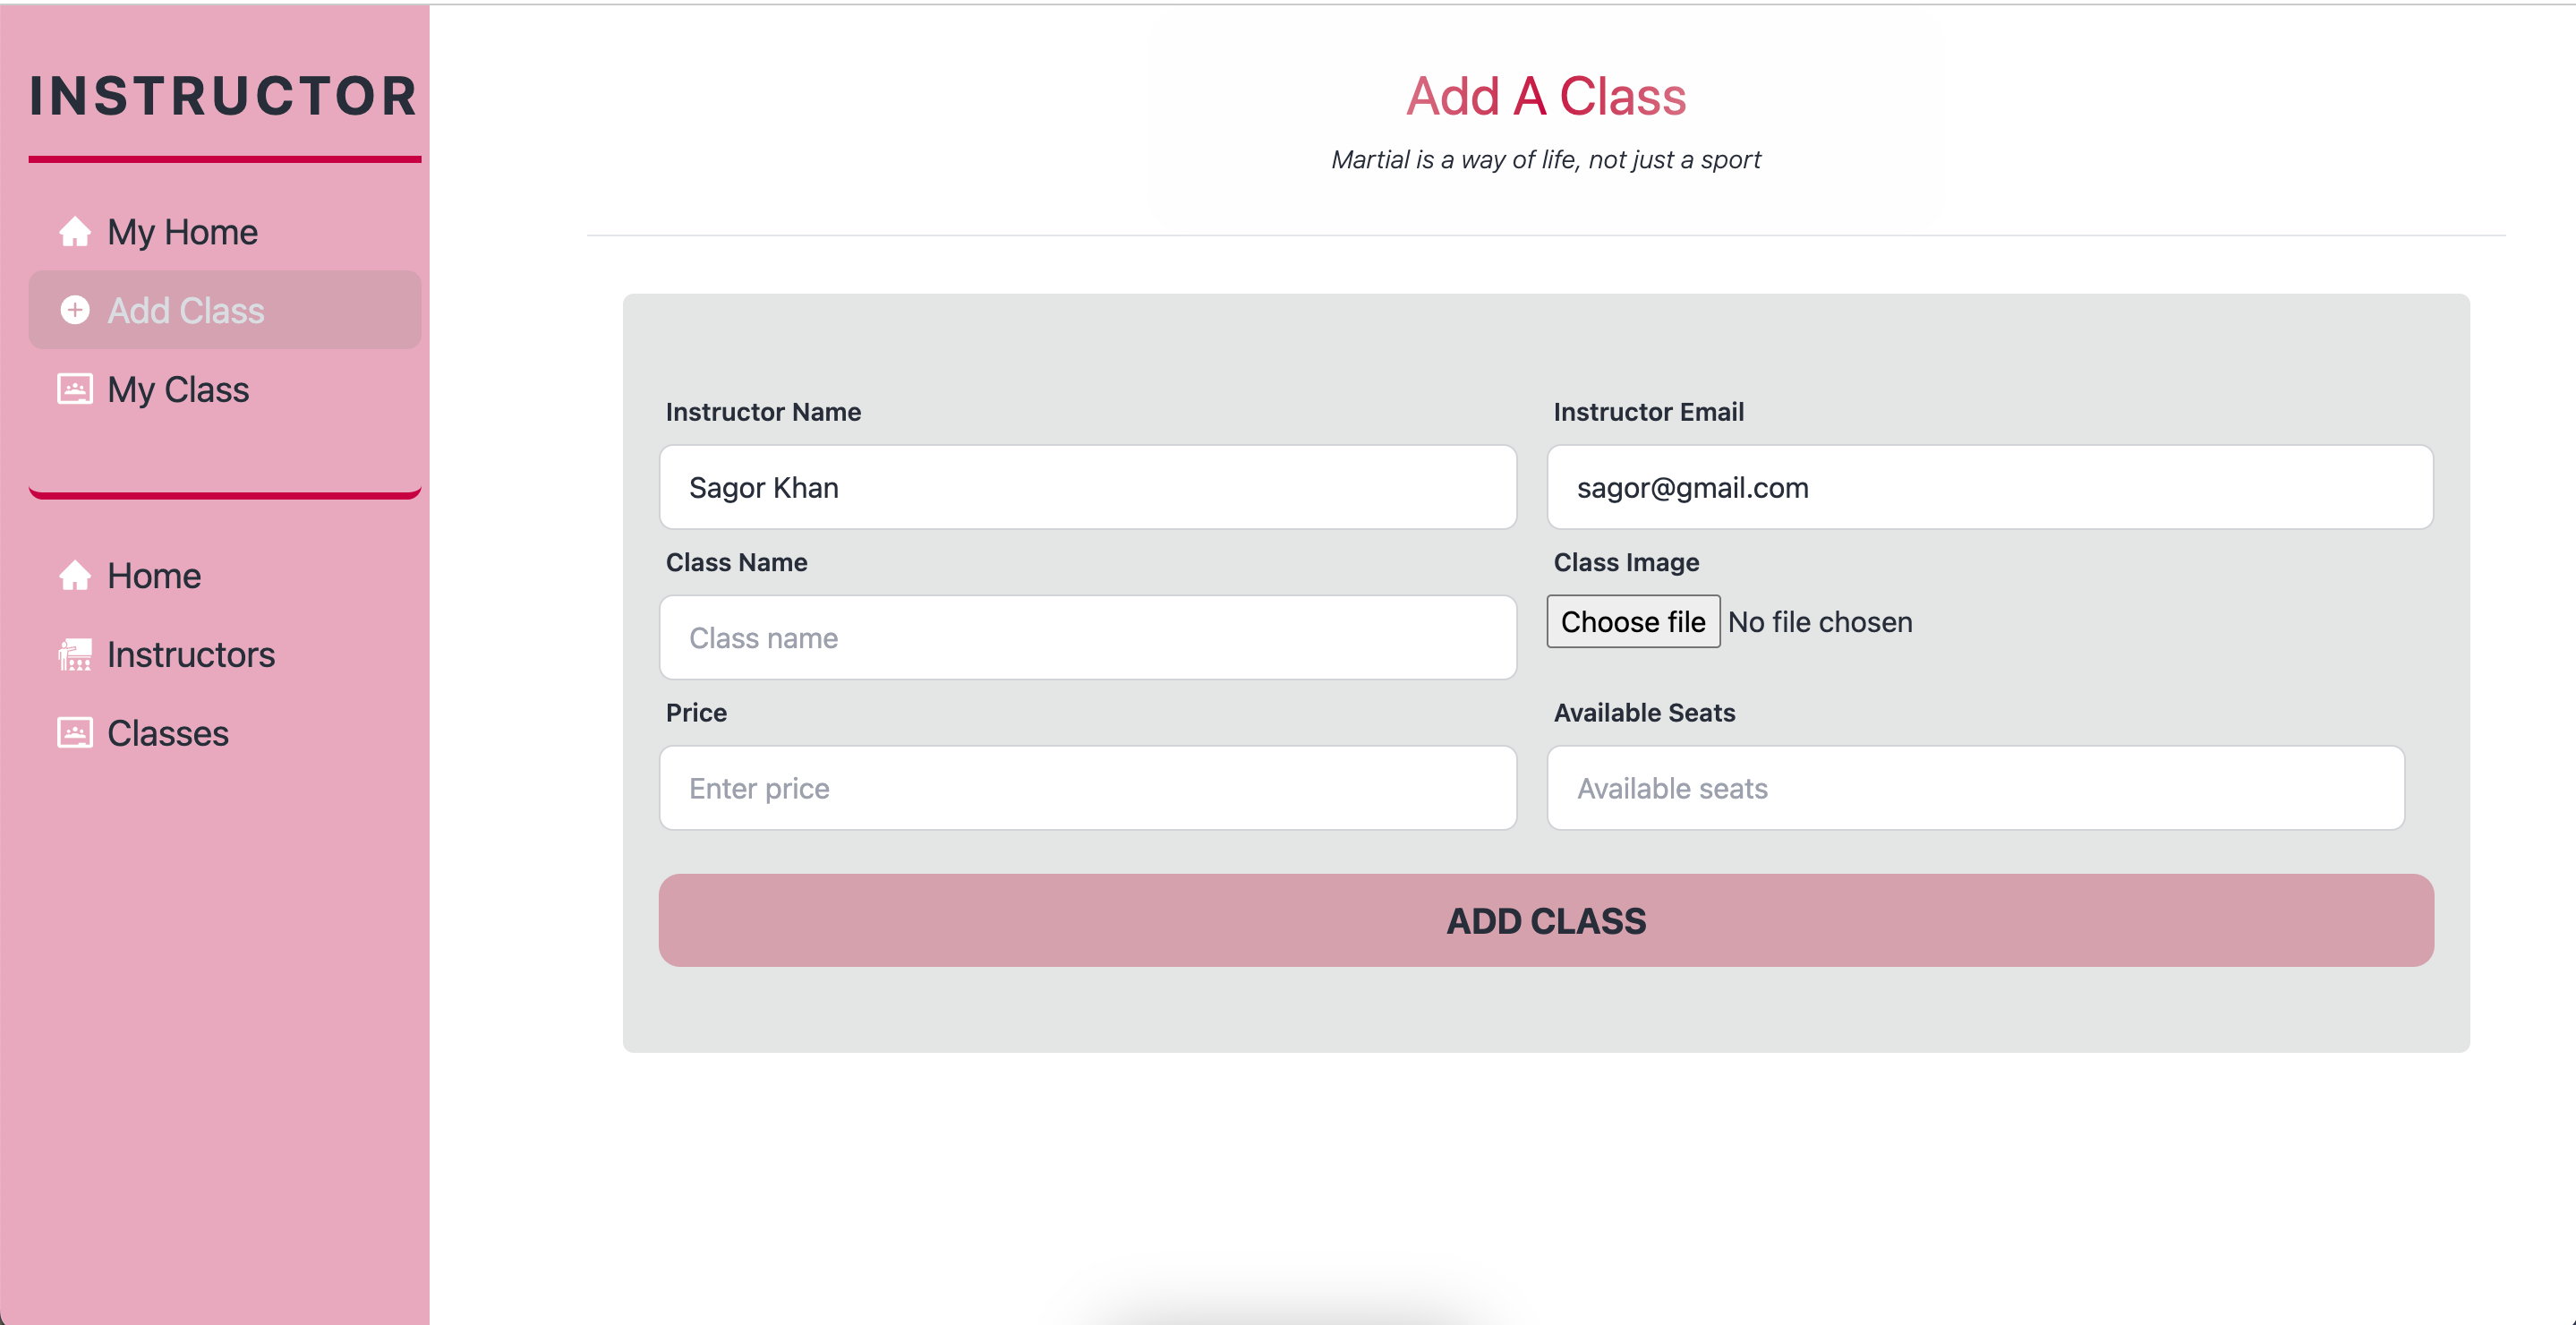 INSTRUCTOR
My Home
Add Class
My Class
Home
Instructors
Classes
Add A Class
Martial is a way of life, not just a sport
Instructor Name
Instructor Email
Sagor Khan
sagor@gmail.com
Class Name
Class Image
Class name
Choose file No file chosen
Price
Available Seats
Enter price
Available seats
ADD CLASS